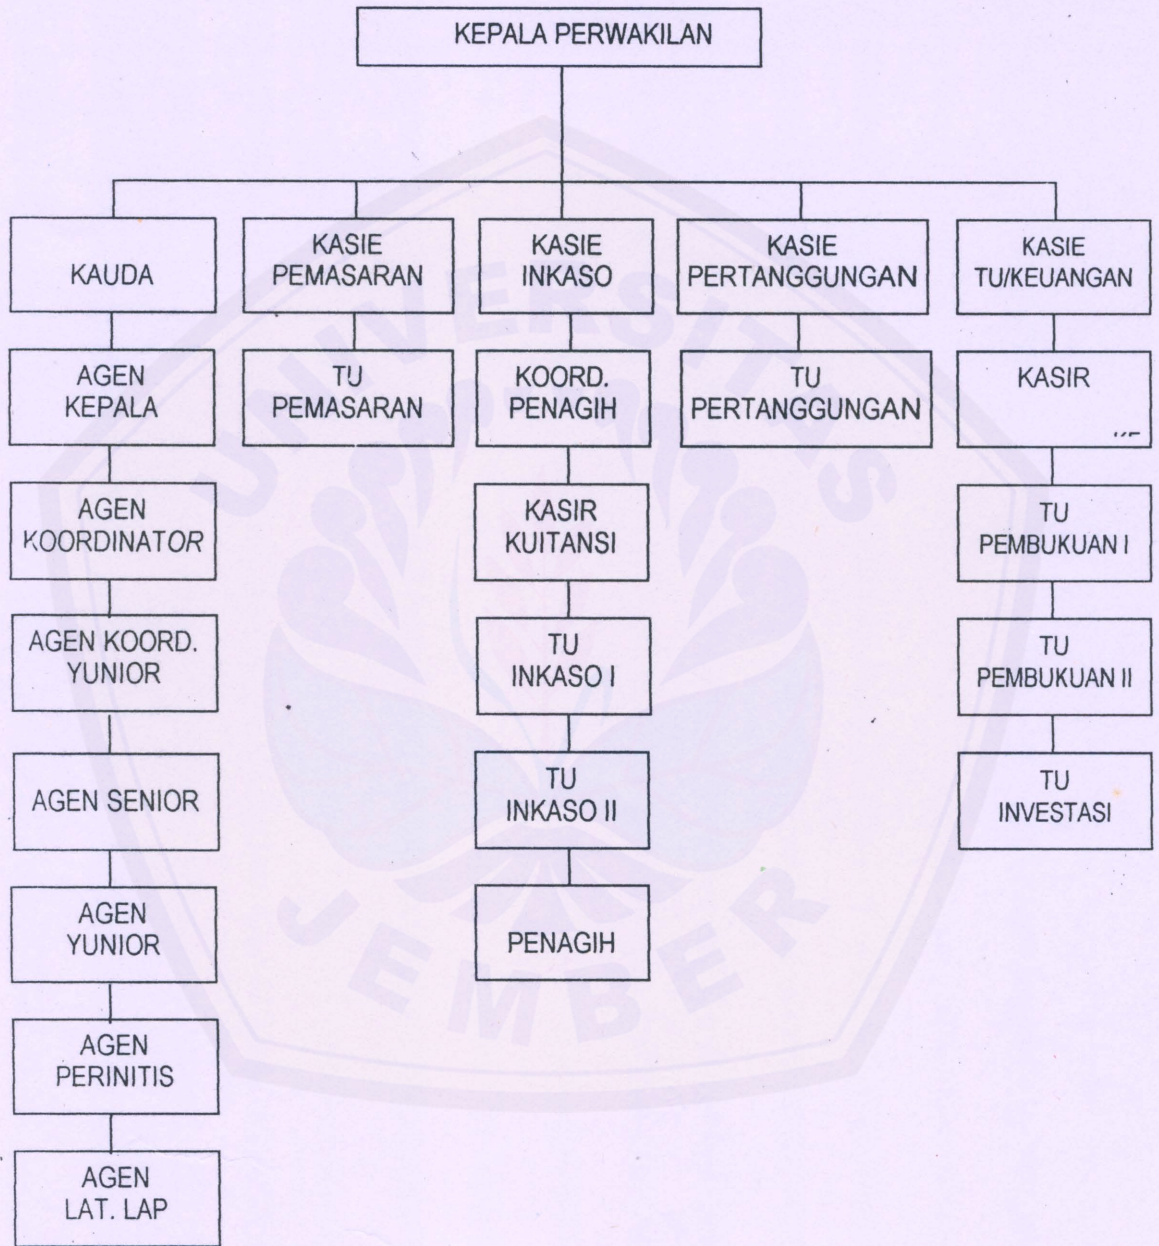 KEPALA PERWAKILAN
KAUDA
KASIE
PEMASARAN
KASIE
INKASO
KASIE
PERTANGGUNGAN
KASIE
TU/KEUANGAN
AGEN
KEPALA
TU
PEMASARAN
KOORD.
PENAGIH
TU
PERTANGGUNGAN
KASIR
AGEN
KOORDINATOR
KASIR
KUITANSI
TU
PEMBUKUAN I
AGEN KOORD.
YUNIOR
TU
INKASO I
TU
PEMBUKUAN II
AGEN SENIOR
TU
INKASO II
TU
INVESTASI
AGEN
YUNIOR
PENAGIH
AGEN
PERINITIS
AGEN
LAT. LAP
UNIVERSITAS
JEMBER